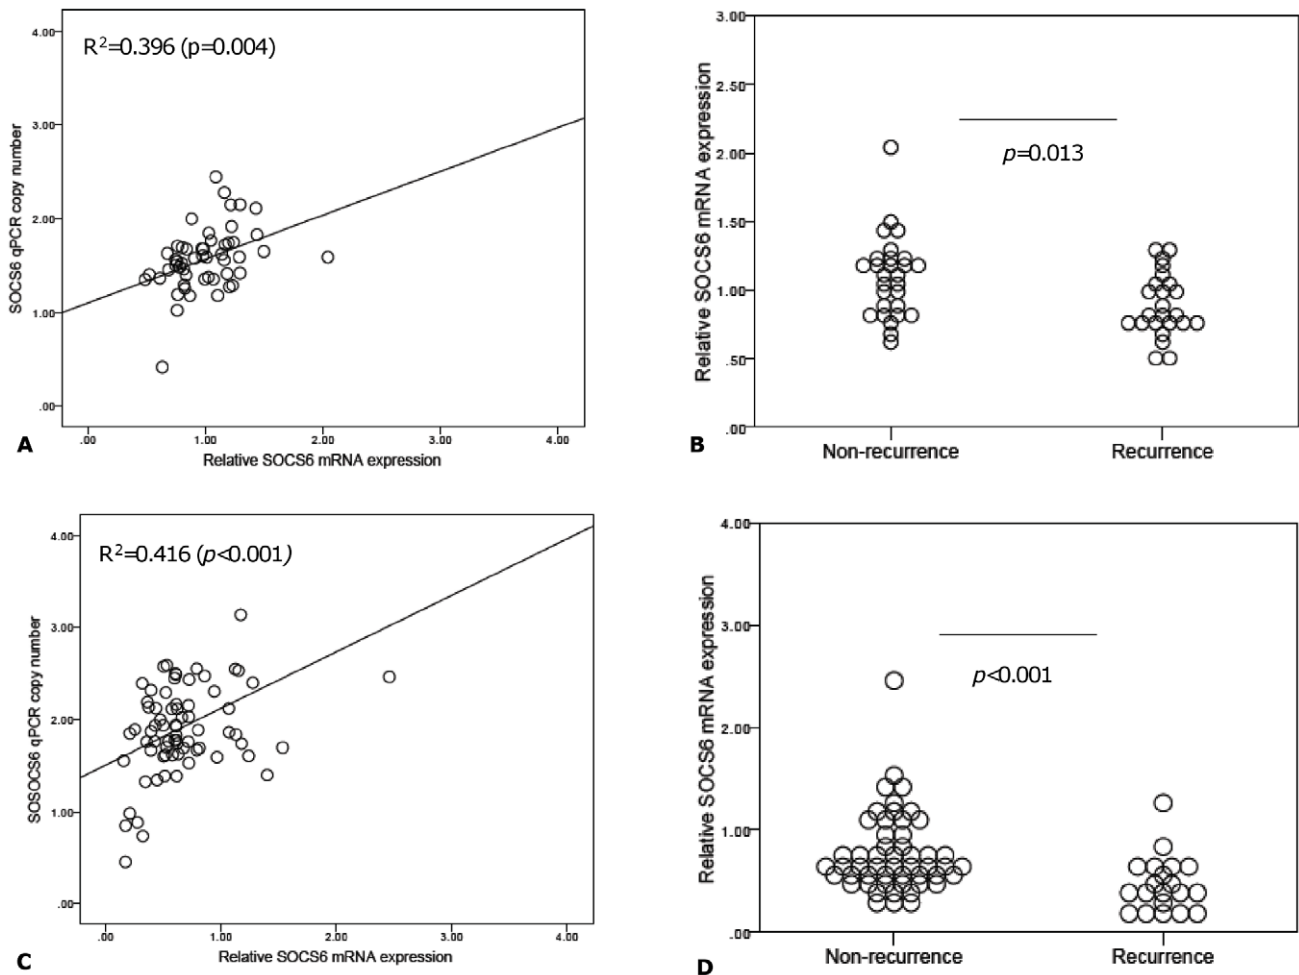 4.00
R²=0.396 (p=0.004)
3.00
2.00
1.00
.00
SOCS6 qPCR copy number
.00 1.00 2.00 3.00 4.00
Relative SOCS6 mRNA expression
A
3.00
2.50
2.00
1.50
1.00
.50
.00
Relative SOCS6 mRNA expression
p=0.013
Non-recurrence Recurrence
B
4.00
R²=0.416 (p<0.001)
3.00
2.00
1.00
.00
SOSOCS6 qPCR copy number
.00 1.00 2.00 3.00 4.00
Relative SOCS6 mRNA expression
C
4.00
3.00
2.00
1.00
.00
Relative SOCS6 mRNA expression
p<0.001
Non-recurrence Recurrence
D